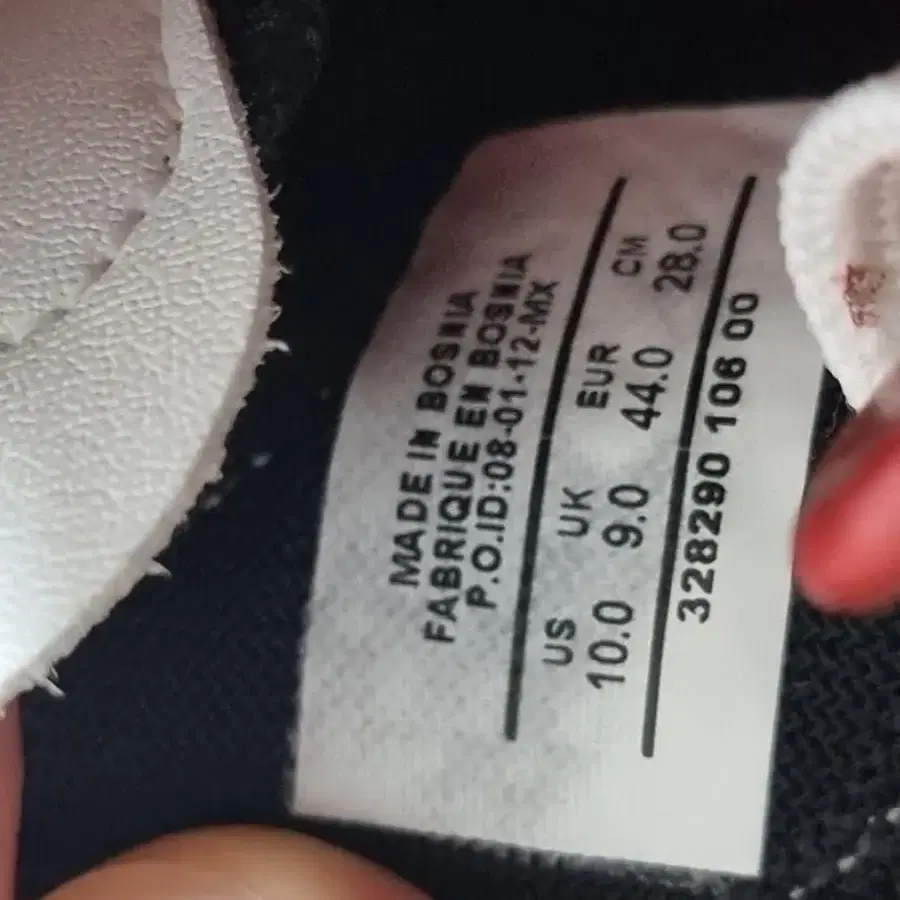 MADE IN BOSNIA
FABRIQUE EN BOSNIA
P.O.ID:08-01-12-MX
US UK EUR CM
10.0 9.0 44.0 28.0
328290 106 00